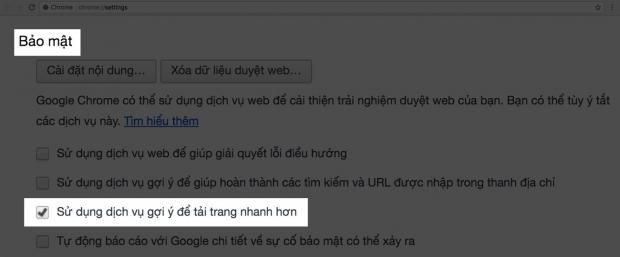 Chrome chrome://settings
Bảo mật
Cài đặt nội dung... Xóa dữ liệu duyệt web...
Google Chrome có thể sử dụng dịch vụ web để cải thiện trải nghiệm duyệt web của bạn. Bạn có thể tùy ý tắt
các dịch vụ này. Tìm hiểu thêm
Sử dụng dịch vụ web để giúp giải quyết lỗi điều hướng
Sử dụng dịch vụ gợi ý để giúp hoàn thành các tìm kiếm và URL được nhập trong thanh địa chỉ
Sử dụng dịch vụ gợi ý để tải trang nhanh hơn
Tự động báo cáo với Google chi tiết về sự cố bảo mật có thể xảy ra